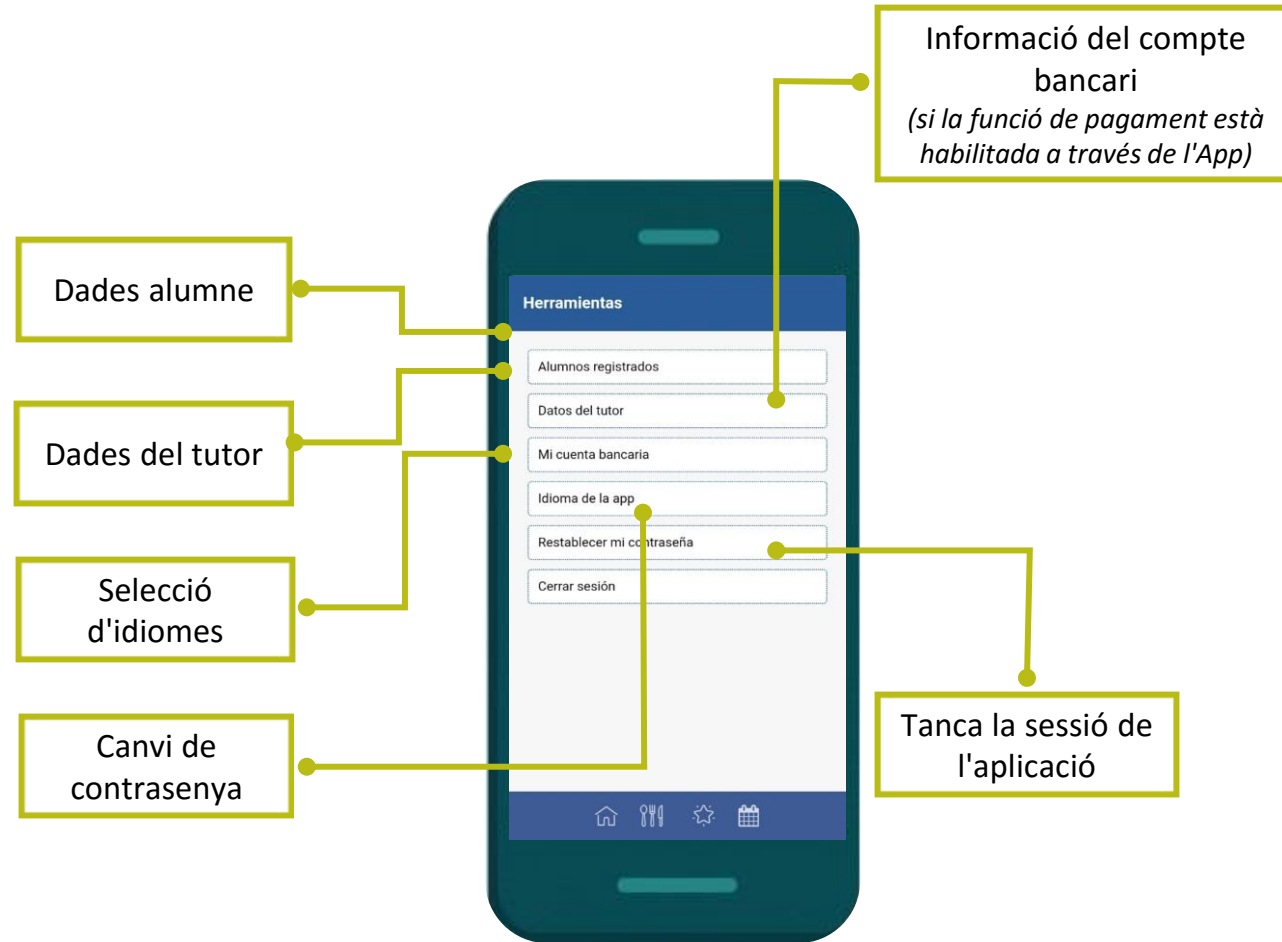 Informació del compte
bancari
(si la funció de pagament està
habilitada a través de l'App)
Dades alumne
Dades del tutor
Selecció
d'idiomes
Canvi de
contrasenya
Herramientas
Alumnos registrados
Datos del tutor
Mi cuenta bancaria
Idioma de la app
Restablecer mi contraseña
Cerrar sesión
Tanca la sessió de
l'aplicació